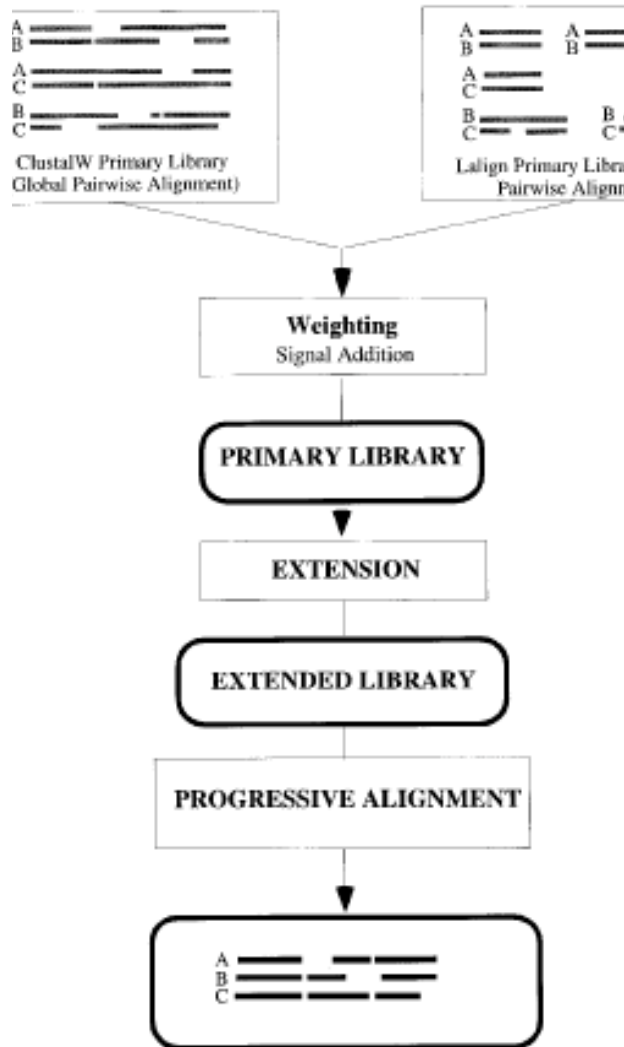 A
B
A
C
B
C
ClustalW Primary Library
Global Pairwise Alignment)
A
B
A
B
A
C
B
C
B
C
Lalign Primary Libra
Pairwise Alignm
Weighting
Signal Addition
PRIMARY LIBRARY
EXTENSION
EXTENDED LIBRARY
PROGRESSIVE ALIGNMENT
A
B
C